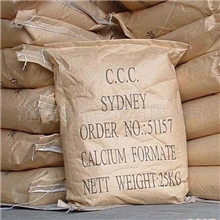 C.C.C.
SYDNEY
ORDER NO.:51157
CALCIUM FORMATE
NETT WEIGHT:25KG